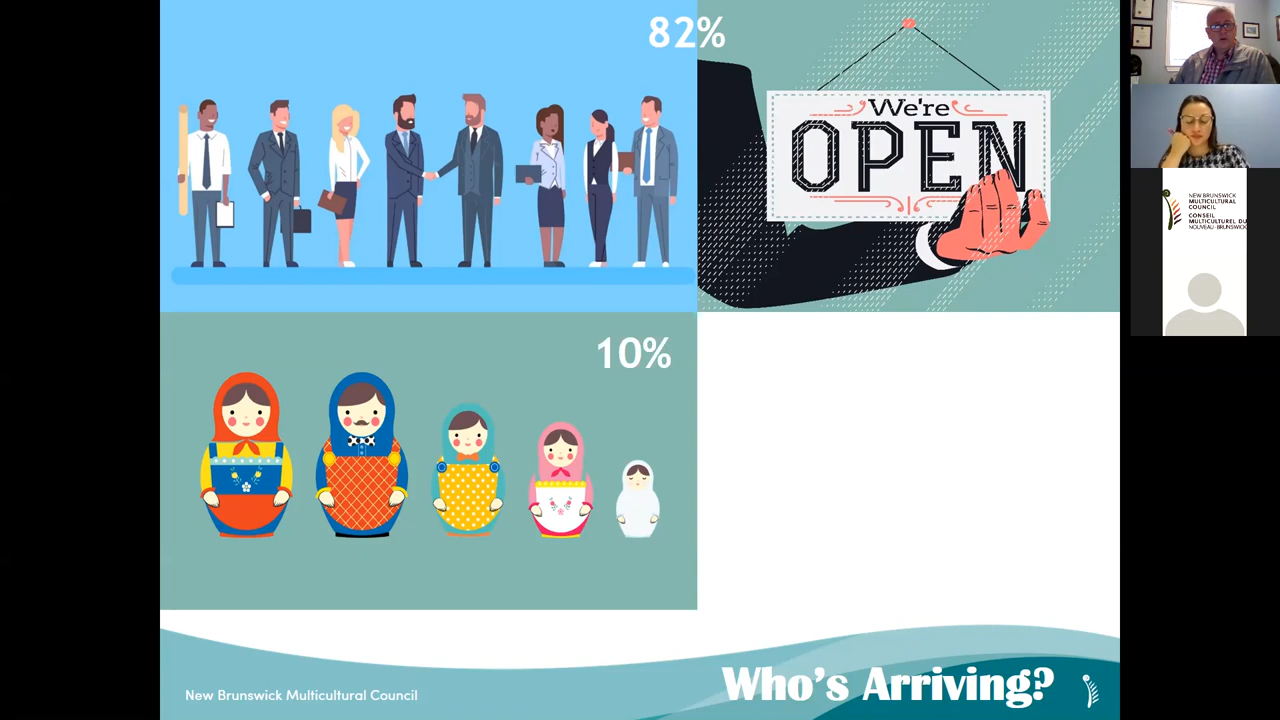 82%
We're
OPEN
10%
New Brunswick Multicultural Council
Who's Arriving?
NEW BRUNSWICK
MULTICULTURAL
COUNCIL
CONSEIL
MULTICULTUREL DU
NOUVEAU-BRUNSWICK